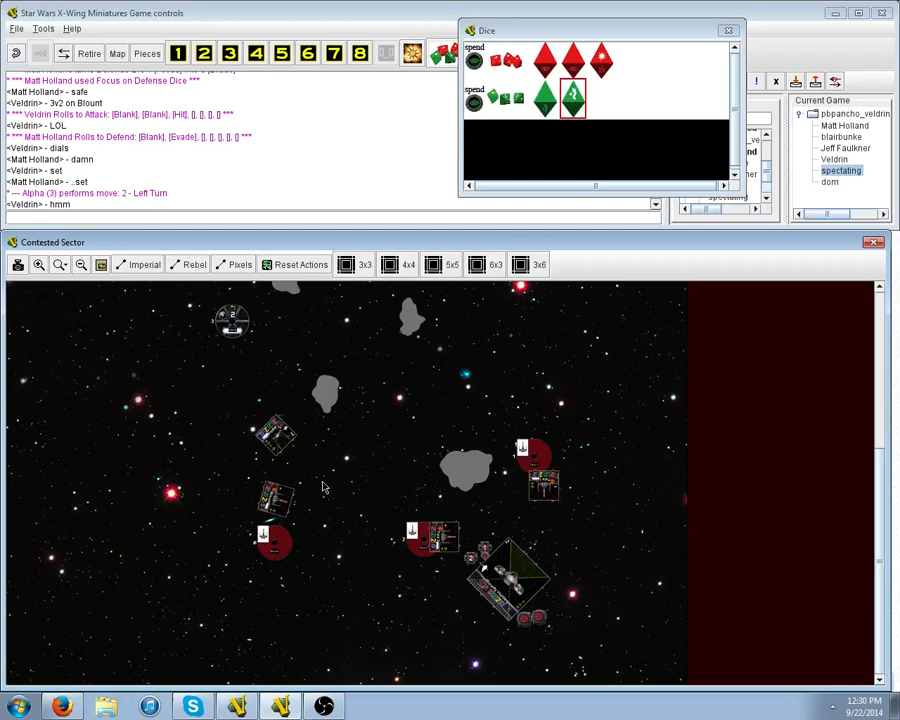 Star Wars X-Wing Miniatures Game controls
File Tools Help
Retire Map Pieces 1 2 3 4 5 6 7 8
* *** Matt Holland used Focus on Defense Dice ***
<Matt Holland> - safe
<Veldrin> - 3v2 on Blount
* *** Veldrin Rolls to Attack: [Blank], [Blank], [Hit], [], [], [], []
<Veldrin> - LOL
* *** Matt Holland Rolls to Defend: [Blank], [Evade], [], [], [], [], []
<Veldrin> - dials
<Matt Holland> - damn
<Veldrin> - set
<Matt Holland> - ..set
* --- Alpha (3) performs move: 2 - Left Turn
<Veldrin> - hmm
Dice
spend
spend
! x
Current Game
pbpancho_veldrin
Matt Holland
blairbunke
Jeff Faulkner
Veldrin
spectating
dom
Contested Sector
Imperial Rebel Pixels Reset Actions 3x3 4x4 5x5 6x3 3x6
12:30 PM
9/22/2014